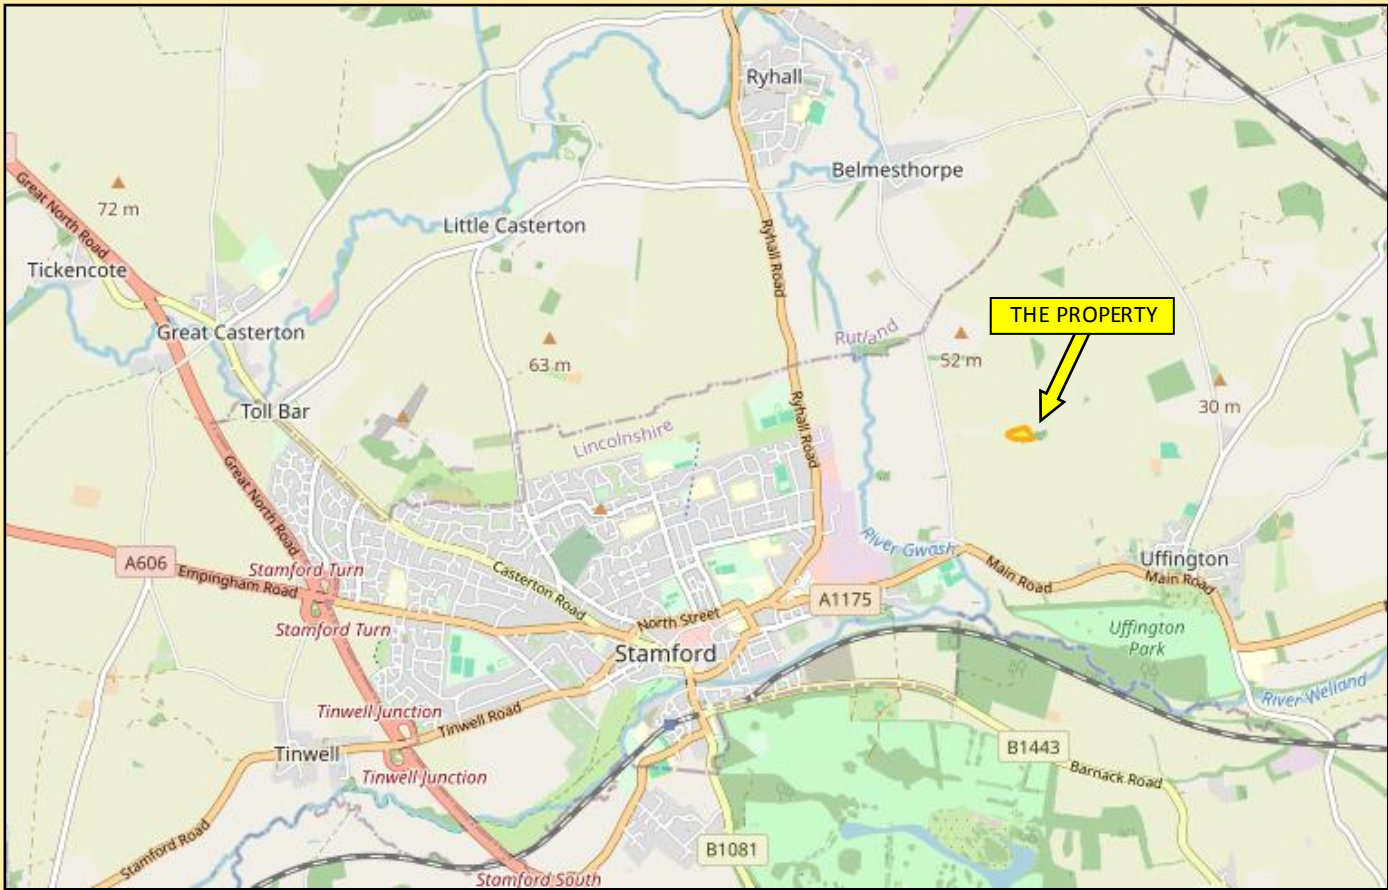 Ryhall
Belmesthorpe
Great North Road
72 m
Little Casterton
Ryhall Road
Tickencote
THE PROPERTY
Great Casterton
Rutland
52 m
63 m
30 m
Toll Bar
Ryhall Road
Lincolnshire
Great North Road
River Gwash
Uffington
A606
Stamford Turn
Empingham Road
Casterton Road
Main Road
Main Road
A1175
North Street
Stamford Turn
Uffington
Park
Stamford
River Welland
Tinwell Junction
Tinwell Road
Tinwell
B1443
Tinwell Junction
Barnack Road
Stamford Road
B1081
Stamford South